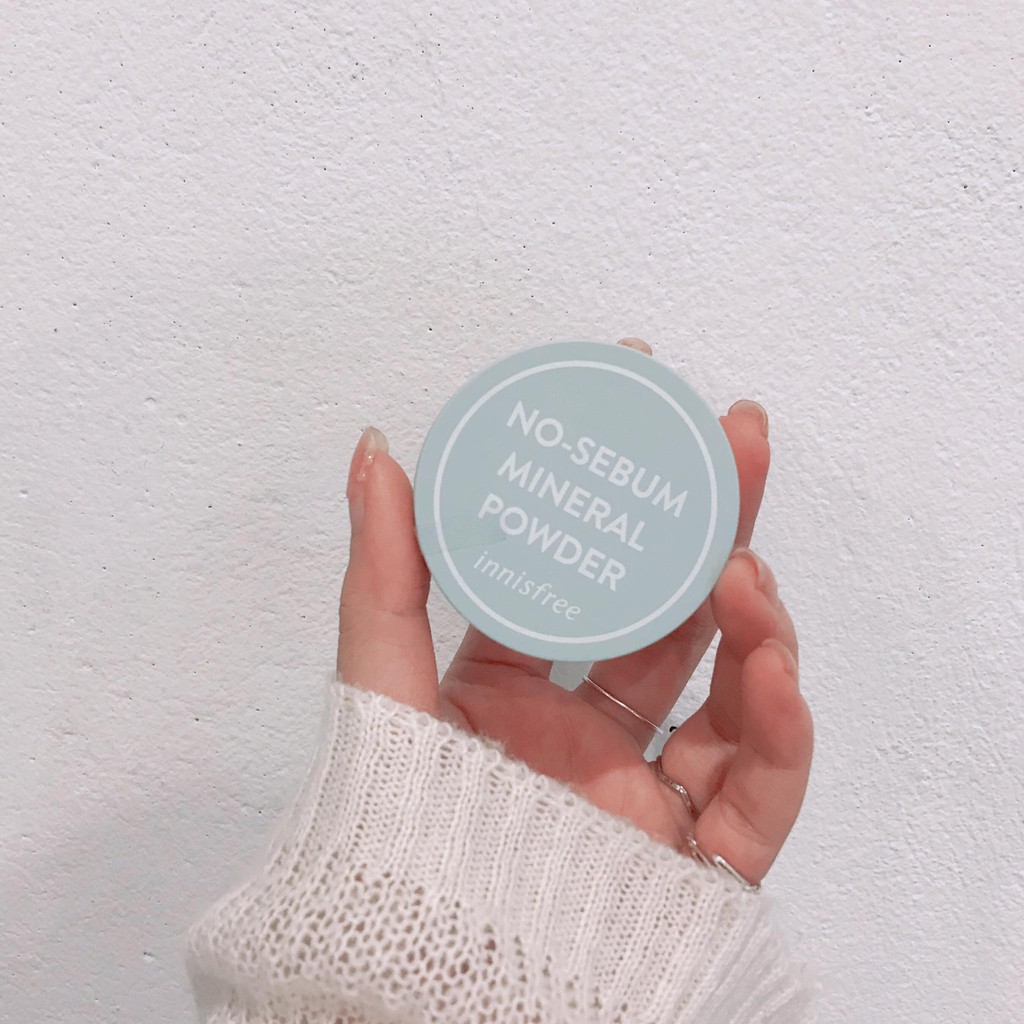 NO-SEBUM
MINERAL
POWDER
innisfree